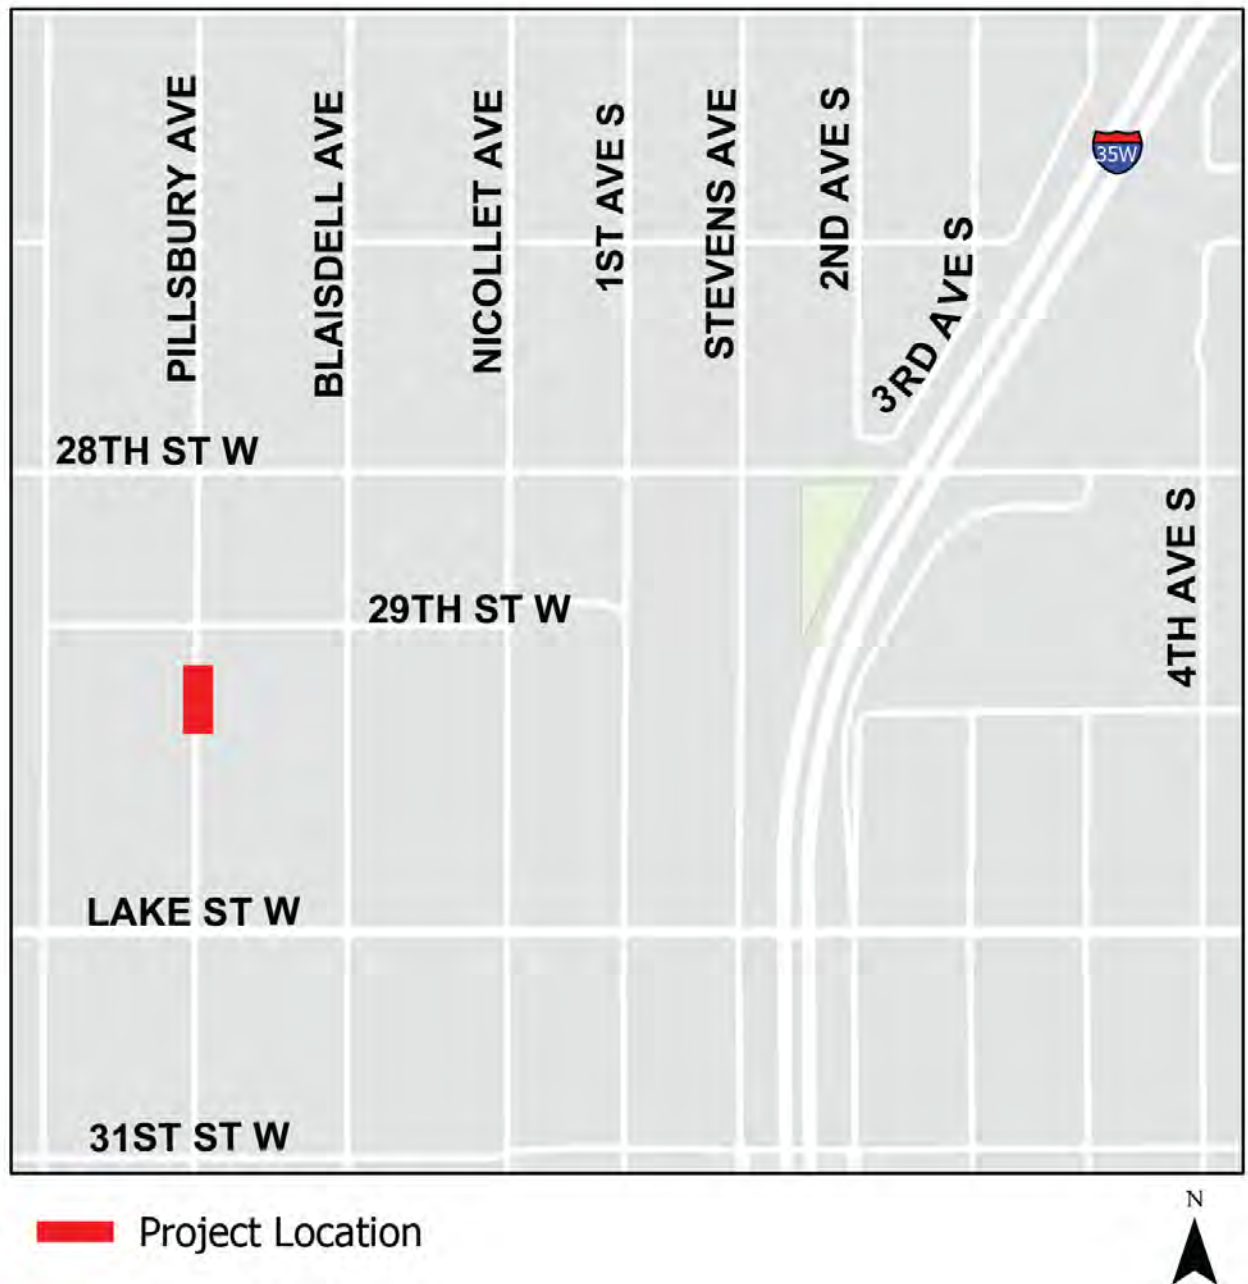 PILLSBURY AVE
BLAISDELL AVE
NICOLLET AVE
1ST AVE S
STEVENS AVE
2ND AVE S
3RD AVE S
35W
28TH ST W
29TH ST W
4TH AVE S
LAKE ST W
31ST ST W
Project Location
N